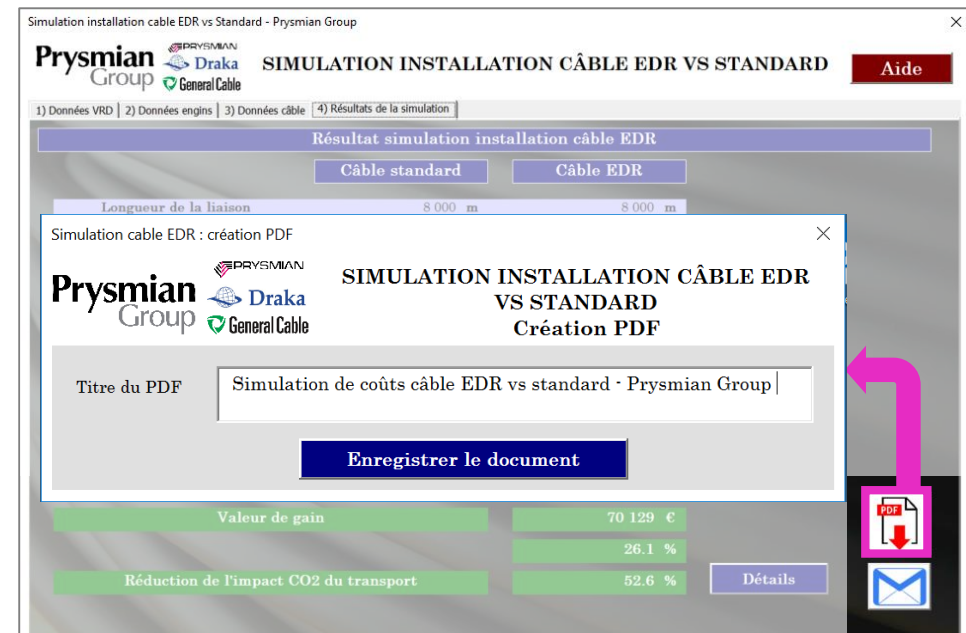 Simulation installation cable EDR vs Standard - Prysmian Group
Prysmian
Group
PRYSMIAN
Draka
General Cable
SIMULATION INSTALLATION CÂBLE EDR VS STANDARD
Aide
1) Données VRD 2) Données engins 3) Données câble 4) Résultats de la simulation
Résultat simulation installation câble EDR
Câble standard Câble EDR
Longueur de la liaison 8 000 m 8 000 m
Simulation cable EDR : création PDF
Prysmian
Group
PRYSMIAN
Draka
General Cable
SIMULATION INSTALLATION CÂBLE EDR
VS STANDARD
Création PDF
Titre du PDF Simulation de coûts câble EDR vs standard - Prysmian Group
Enregistrer le document
PDF
Valeur de gain 70 129 €
26.1 %
Réduction de l'impact CO2 du transport 52.6 % Détails